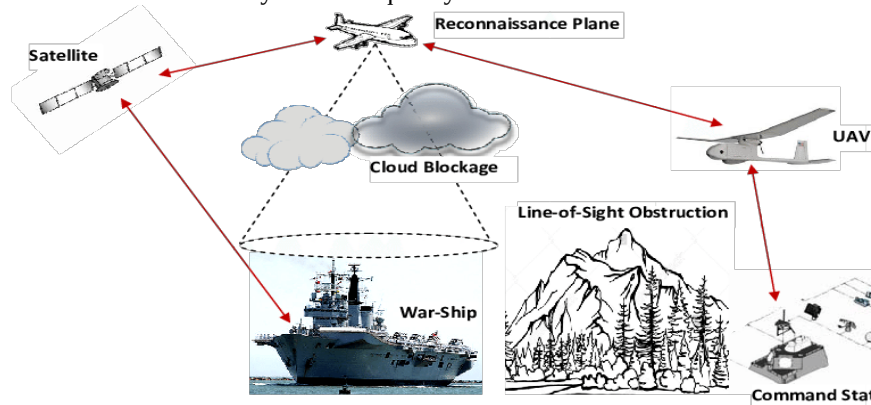 Reconnaissance Plane
Satellite
UAV
Cloud Blockage
Line-of-Sight Obstruction
War-Ship
Command Stat